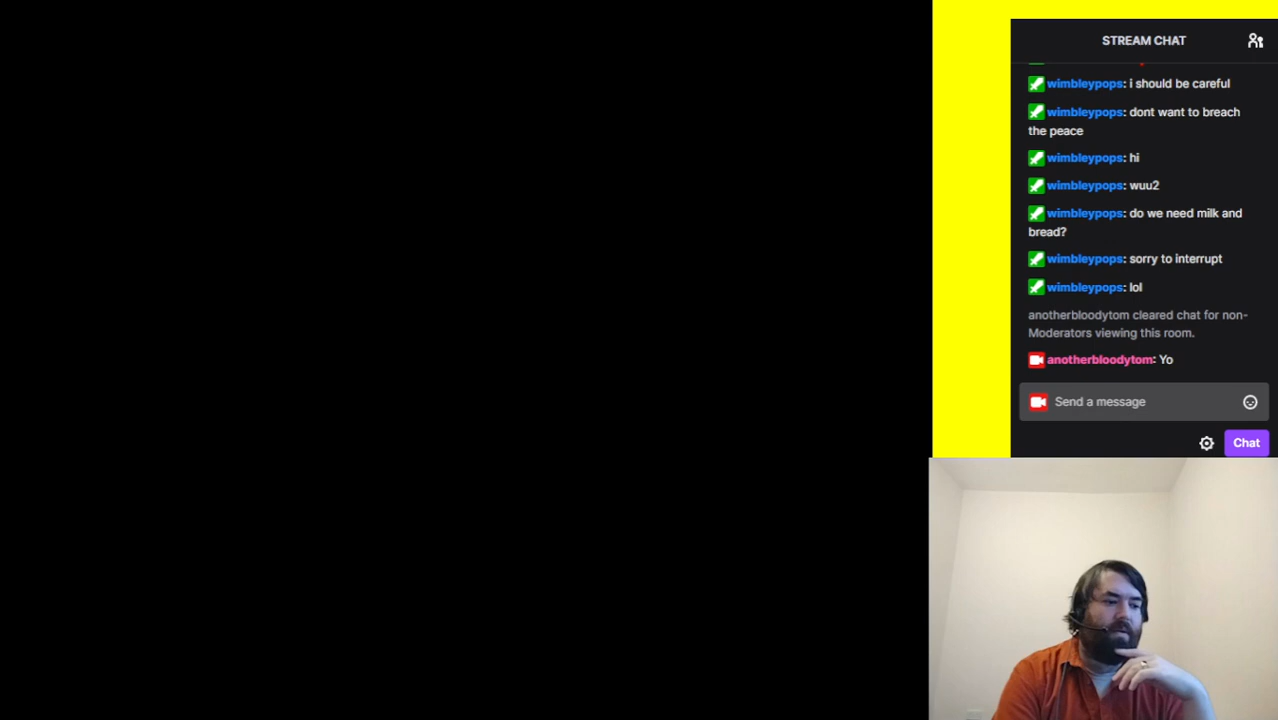 STREAM CHAT
wimbleypops: i should be careful
wimbleypops: dont want to breach
the peace
wimbleypops: hi
wimbleypops: wuu2
wimbleypops: do we need milk and
bread?
wimbleypops: sorry to interrupt
wimbleypops: lol
anotherbloodytom cleared chat for non-
Moderators viewing this room.
anotherbloodytom: Yo
Send a message
Chat